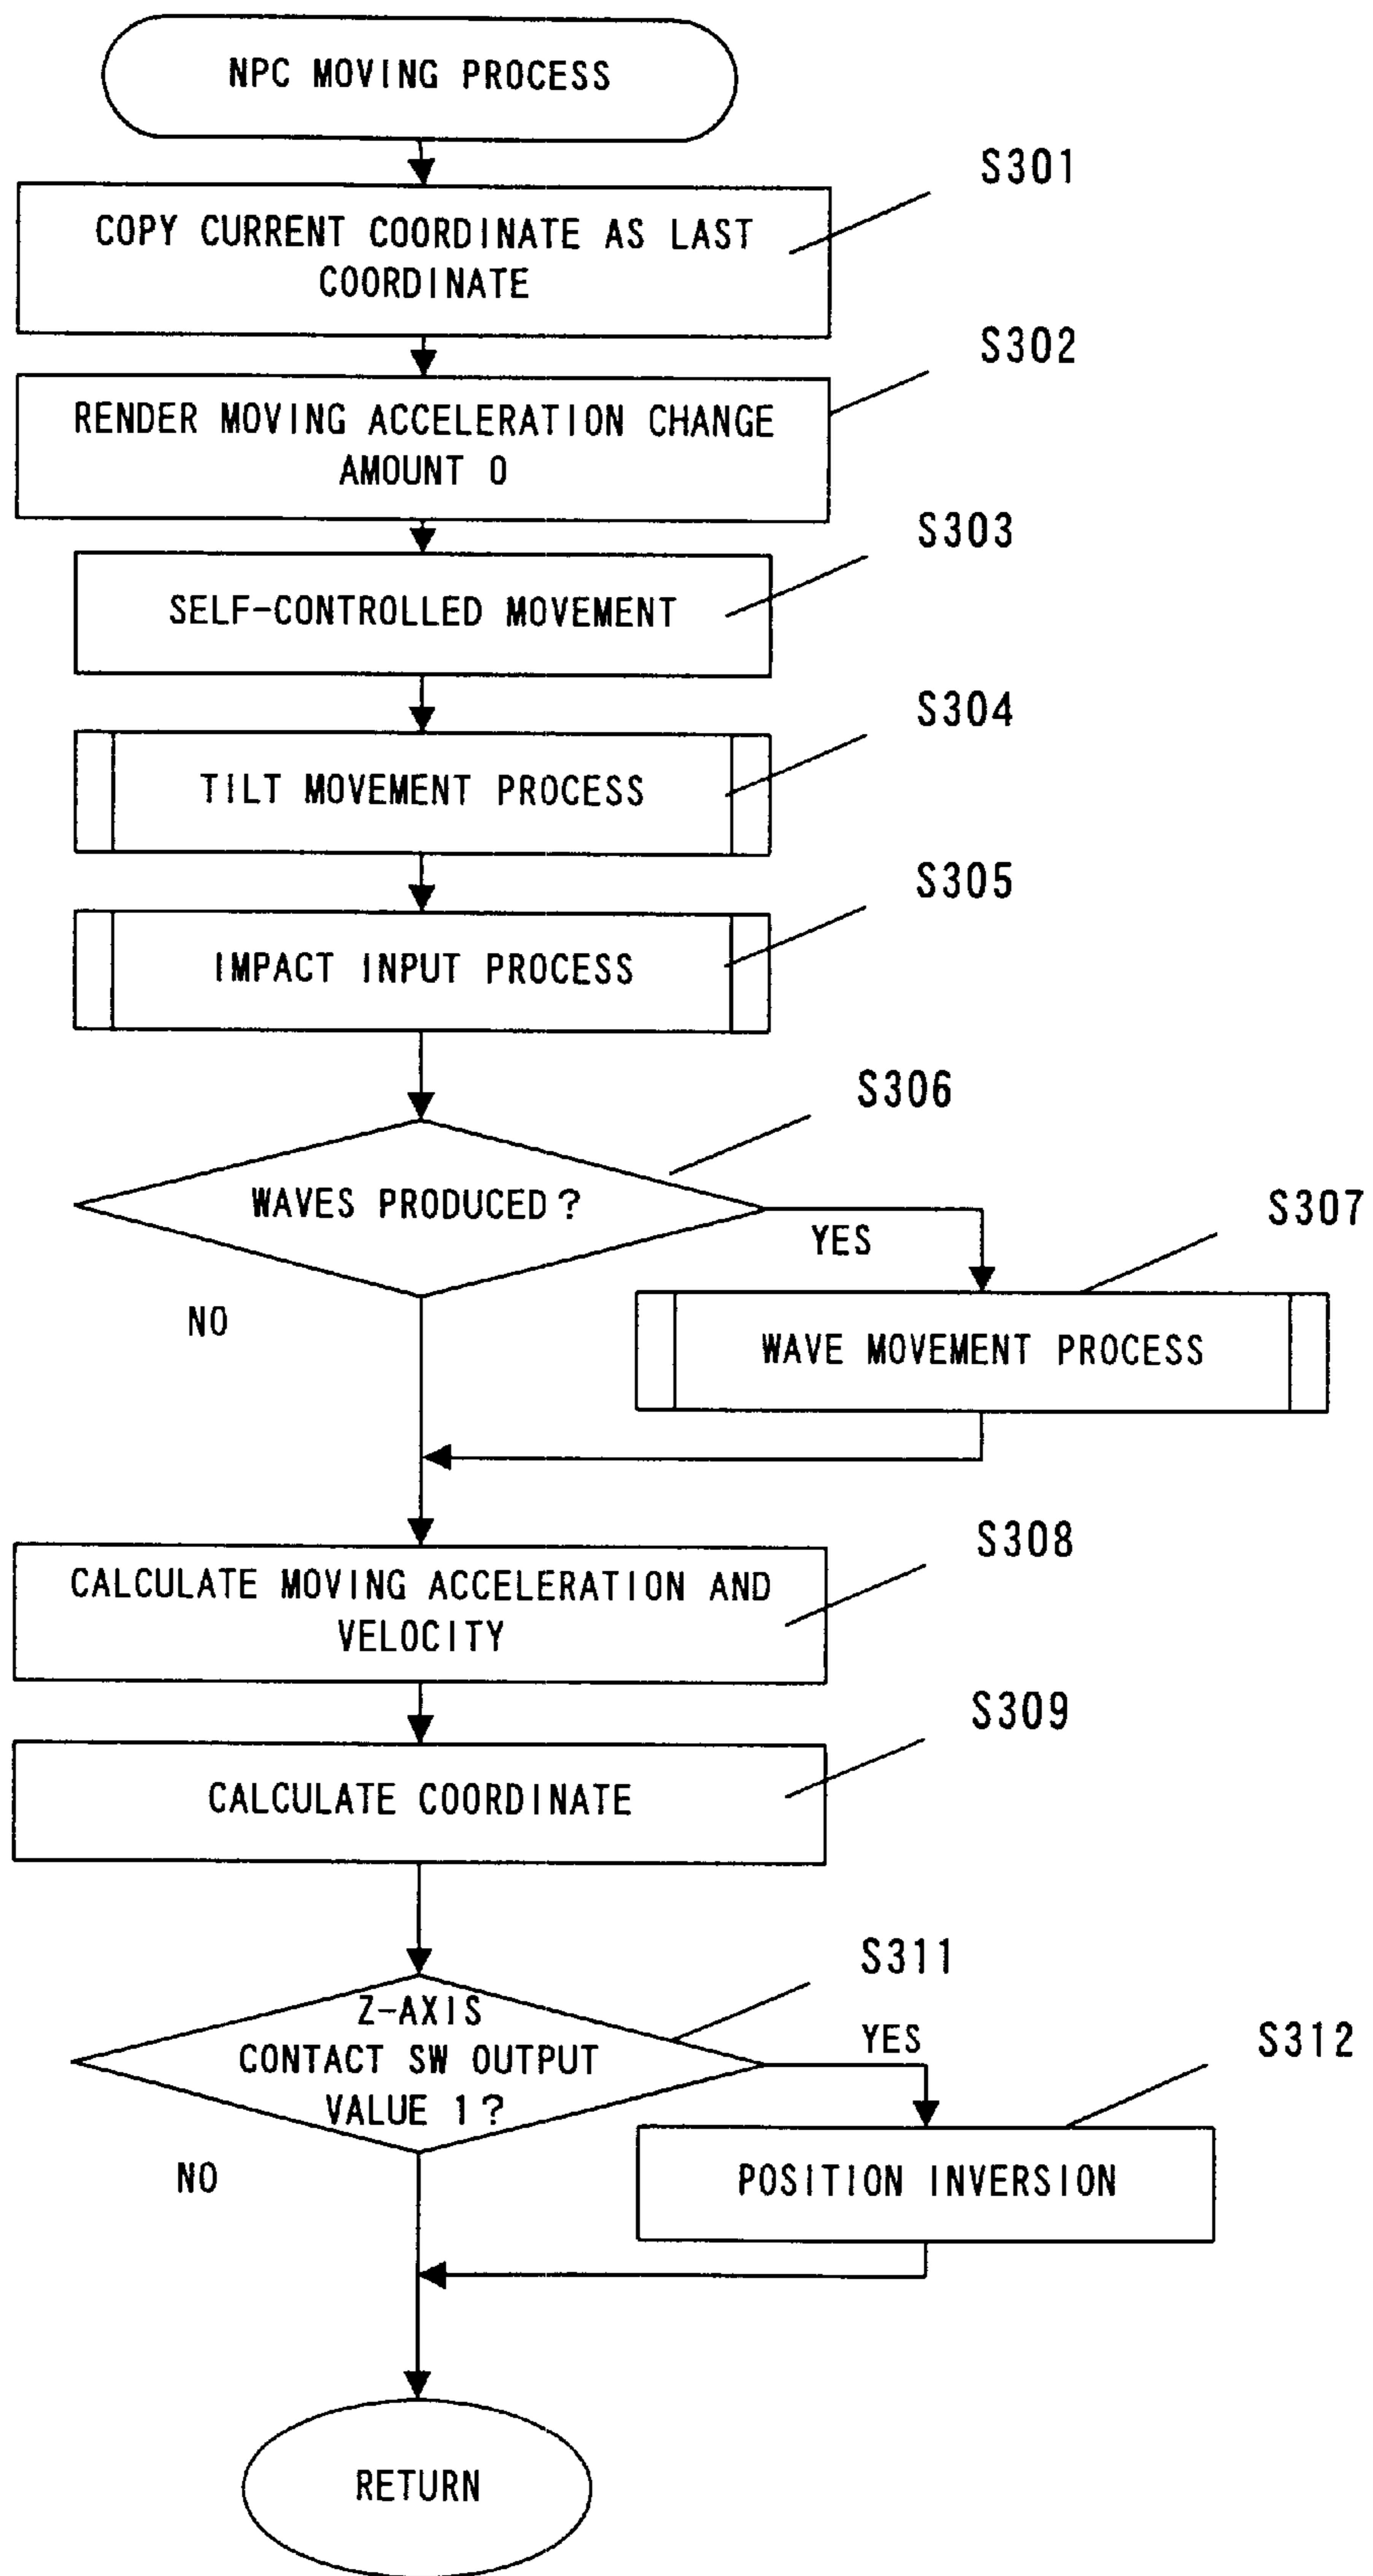 NPC MOVING PROCESS
S301
COPY CURRENT COORDINATE AS LAST
COORDINATE
S302
RENDER MOVING ACCELERATION CHANGE
AMOUNT 0
S303
SELF-CONTROLLED MOVEMENT
S304
TILT MOVEMENT PROCESS
S305
IMPACT INPUT PROCESS
S306
WAVES PRODUCED?
YES
S307
NO
WAVE MOVEMENT PROCESS
S308
CALCULATE MOVING ACCELERATION AND
VELOCITY
S309
CALCULATE COORDINATE
S311
Z-AXIS
CONTACT SW OUTPUT
VALUE 1?
YES
S312
NO
POSITION INVERSION
RETURN